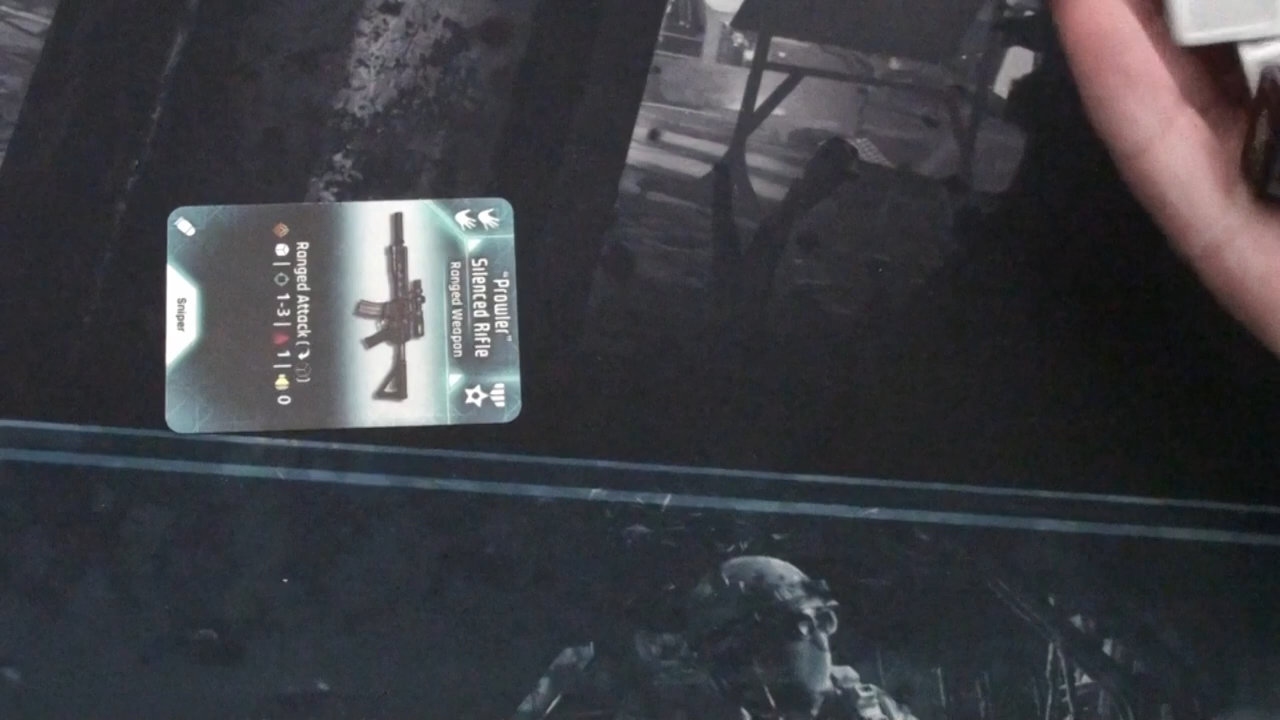 "Prowler"
Silenced Rifle
Ranged Weapon
Ranged Attack ( )
| 1-3 | 1 | 0
Sniper